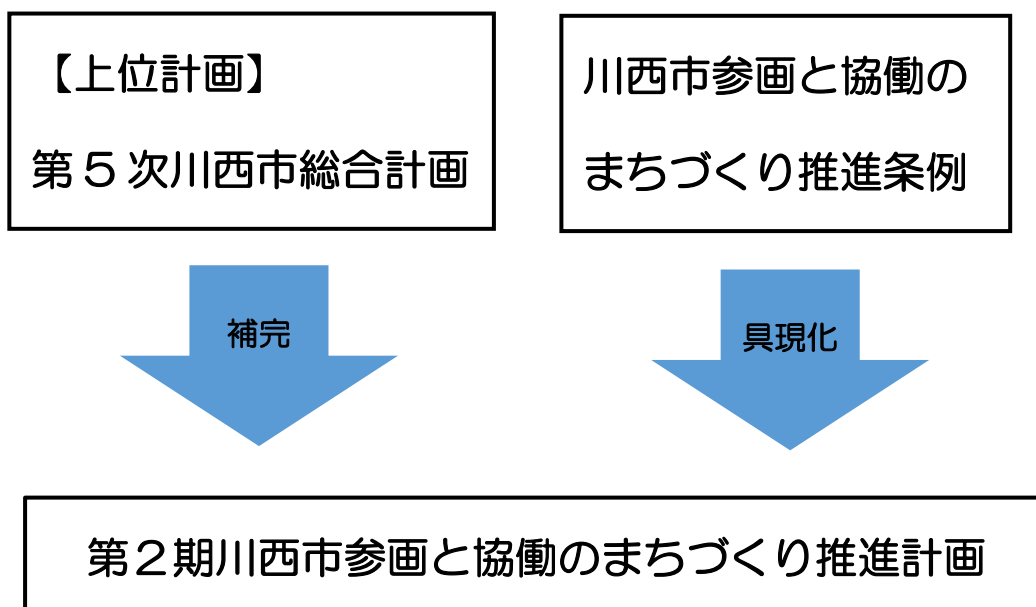 【上位計画】
第5次川西市総合計画
川西市参画と協働の
まちづくり推進条例
補完
具現化
第2期川西市参画と協働のまちづくり推進計画